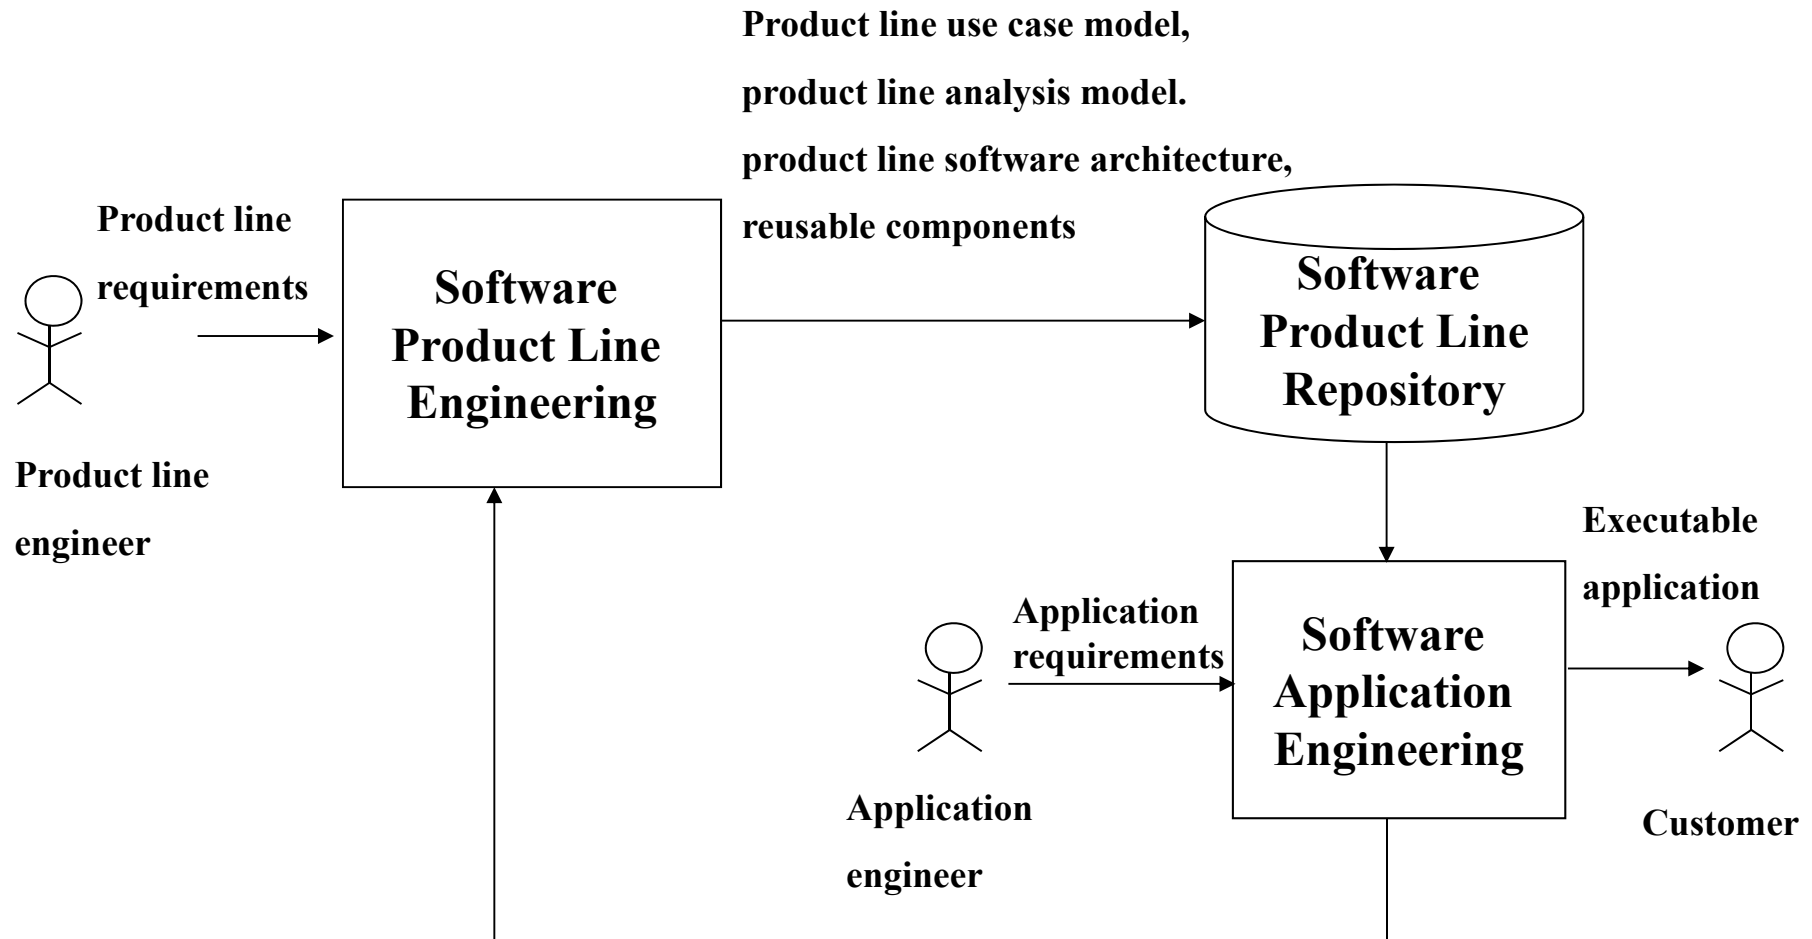 Product line use case model,
product line analysis model.
product line software architecture,
reusable components
Product line
requirements
Software
Product Line
Engineering
Software
Product Line
Repository
Product line
engineer
Executable
application
Application
requirements
Software
Application
Engineering
Application
engineer
Customer